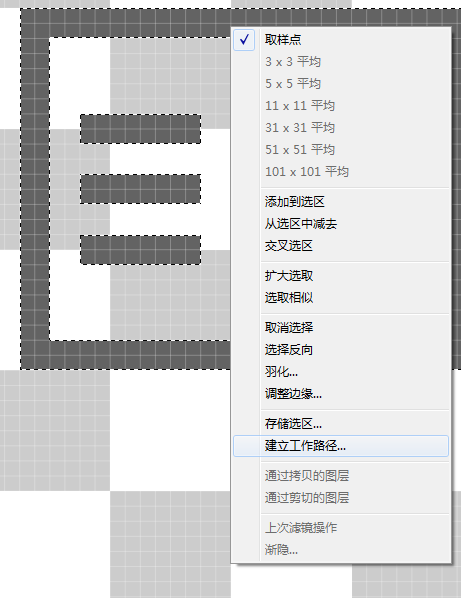 取样点
3 x 3 平均
5 x 5 平均
11 x 11 平均
31 x 31 平均
51 x 51 平均
101 x 101 平均
添加到选区
从选区中减去
交叉选区
扩大选取
选取相似
取消选择
选择反向
羽化...
调整边缘...
存储选区...
建立工作路径...
通过拷贝的图层
通过剪切的图层
上次滤镜操作
渐隐...